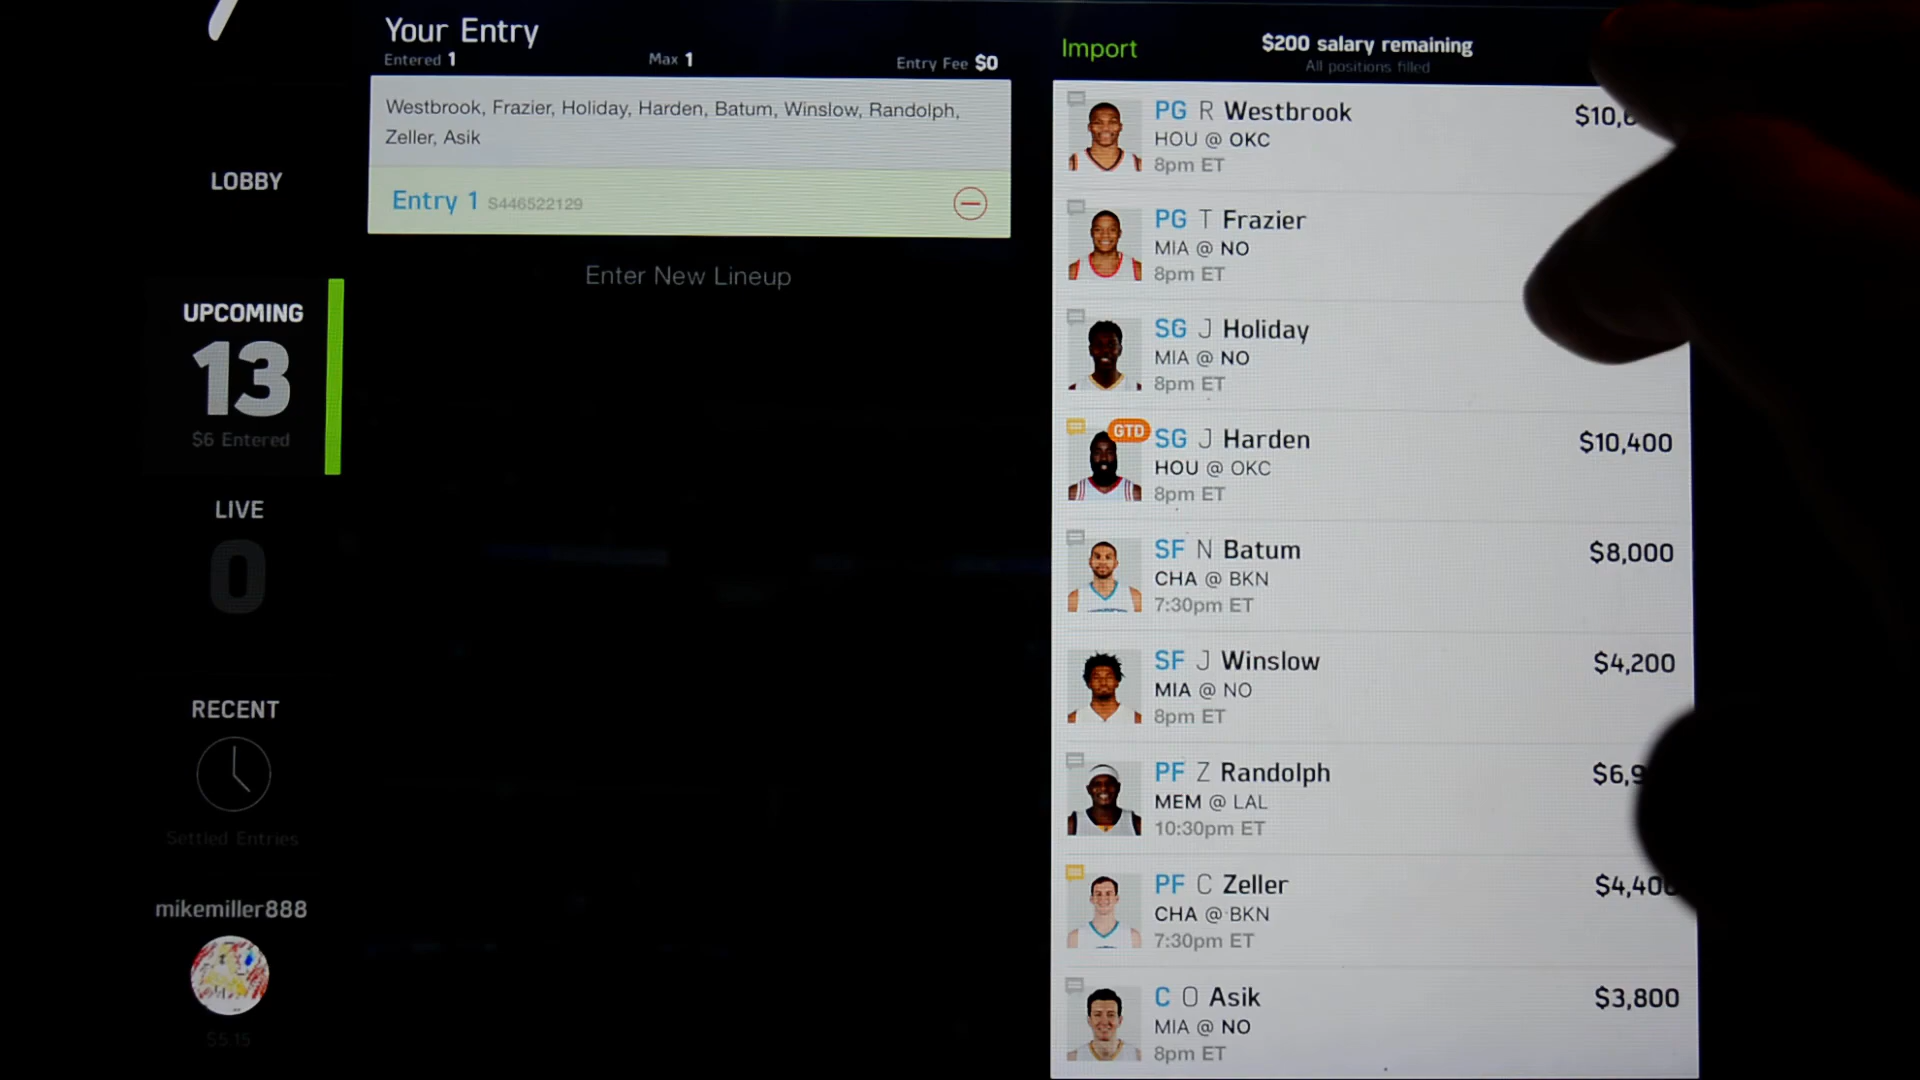 LOBBY
UPCOMING
13
$6 Entered
LIVE
0
RECENT
Settled Entries
mikemiller888
$5.15
Your Entry
Entered 1
Max 1
Entry Fee $0
Westbrook, Frazier, Holiday, Harden, Batum, Winslow, Randolph,
Zeller, Asik
Entry 1 S446522129
Enter New Lineup
Import
$200 salary remaining
All positions filled
PG R Westbrook
HOU @ OKC
8pm ET
PG T Frazier
MIA @ NO
8pm ET
SG J Holiday
MIA @ NO
8pm ET
GTD
SG J Harden
$10,400
HOU @ OKC
8pm ET
SF N Batum
$8,000
CHA @ BKN
7:30pm ET
SF J Winslow
$4,200
MIA @ NO
8pm ET
PF Z Randolph
MEM @ LAL
10:30pm ET
PF C Zeller
$4,400
CHA @ BKN
7:30pm ET
C O Asik
$3,800
MIA @ NO
8pm ET